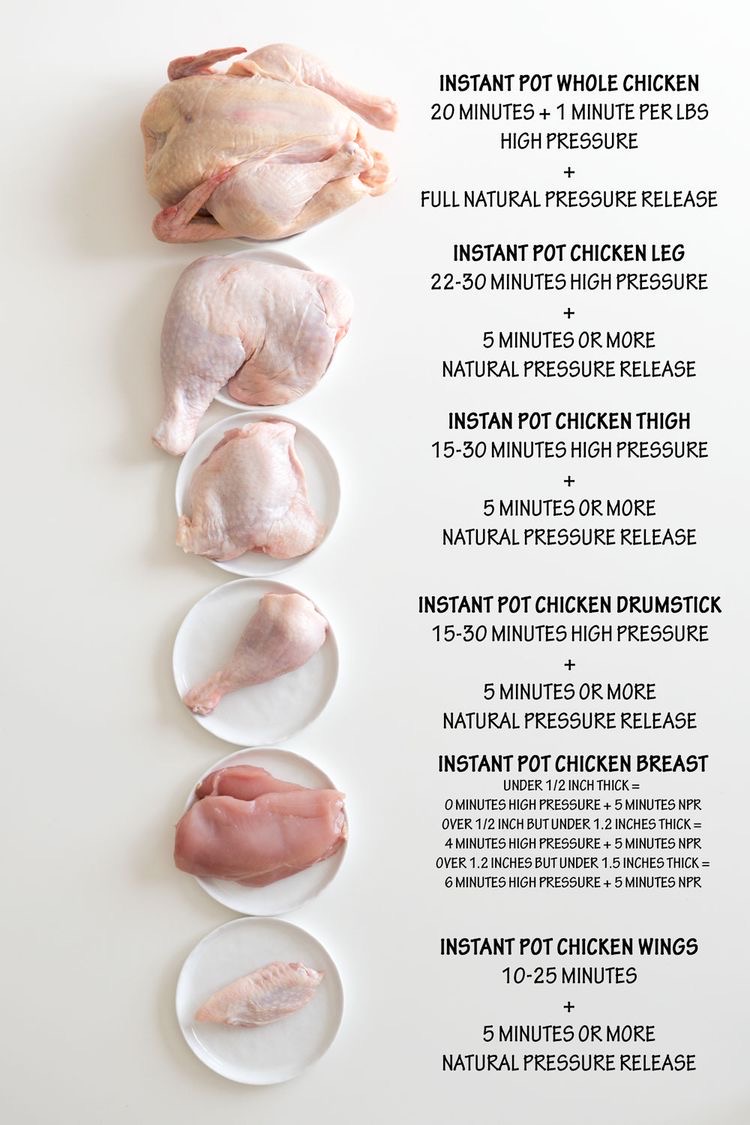 INSTANT POT WHOLE CHICKEN
20 MINUTES + 1 MINUTE PER LBS
HIGH PRESSURE
+
FULL NATURAL PRESSURE RELEASE
INSTANT POT CHICKEN LEG
22-30 MINUTES HIGH PRESSURE
+
5 MINUTES OR MORE
NATURAL PRESSURE RELEASE
INSTAN POT CHICKEN THIGH
15-30 MINUTES HIGH PRESSURE
+
5 MINUTES OR MORE
NATURAL PRESSURE RELEASE
INSTANT POT CHICKEN DRUMSTICK
15-30 MINUTES HIGH PRESSURE
+
5 MINUTES OR MORE
NATURAL PRESSURE RELEASE
INSTANT POT CHICKEN BREAST
UNDER 1/2 INCH THICK =
0 MINUTES HIGH PRESSURE + 5 MINUTES NPR
OVER 1/2 INCH BUT UNDER 1.2 INCHES THICK =
4 MINUTES HIGH PRESSURE + 5 MINUTES NPR
OVER 1.2 INCHES BUT UNDER 1.5 INCHES THICK =
6 MINUTES HIGH PRESSURE + 5 MINUTES NPR
INSTANT POT CHICKEN WINGS
10-25 MINUTES
+
5 MINUTES OR MORE
NATURAL PRESSURE RELEASE